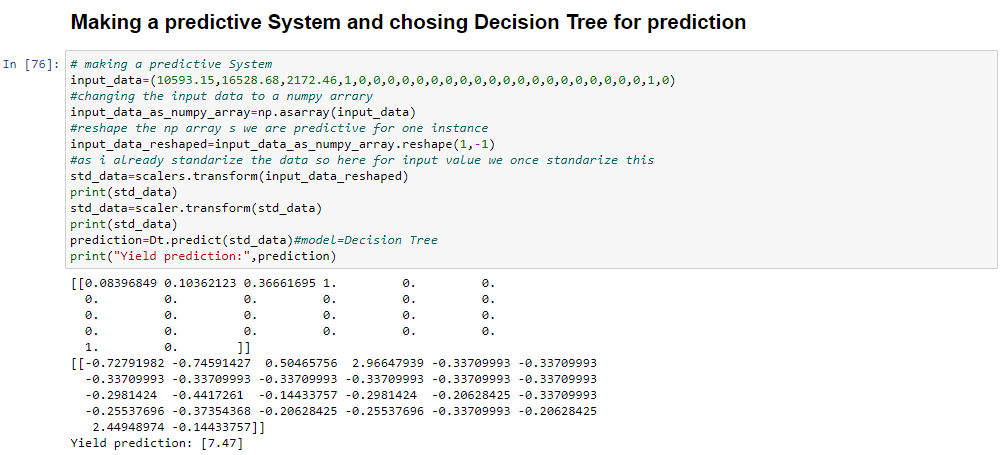 Making a predictive System and chosing Decision Tree for prediction
In [76]: # making a predictive System
input_data=(10593.15,16528.68,2172.46,1,0,0,0,0,0,0,0,0,0,0,0,0,0,0,0,0,0,0,0,0,1,0)
#changing the input data to a numpy arrary
input_data_as_numpy_array=np.asarray(input_data)
#reshape the np array s we are predictive for one instance
input_data_reshaped=input_data_as_numpy_array.reshape(1,-1)
#as i already standarize the data so here for input value we once standarize this
std_data=scalers.transform(input_data_reshaped)
print(std_data)
std_data=scaler.transform(std_data)
print(std_data)
prediction=Dt.predict(std_data)#model=Decision Tree
print("Yield prediction:",prediction)
[[0.08396849 0.10362123 0.36661695 1. 0. 0.
0. 0. 0. 0. 0. 0.
0. 0. 0. 0. 0. 0.
0. 0. 0. 0. 0. 0.
1. 0. ]]
[[-0.72791982 -0.74591427 0.50465756 2.96647939 -0.33709993 -0.33709993
-0.33709993 -0.33709993 -0.33709993 -0.33709993 -0.33709993 -0.33709993
-0.2981424 -0.4417261 -0.14433757 -0.2981424 -0.20628425 -0.33709993
-0.25537696 -0.37354368 -0.20628425 -0.25537696 -0.33709993 -0.20628425
2.44948974 -0.14433757]]
Yield prediction: [7.47]